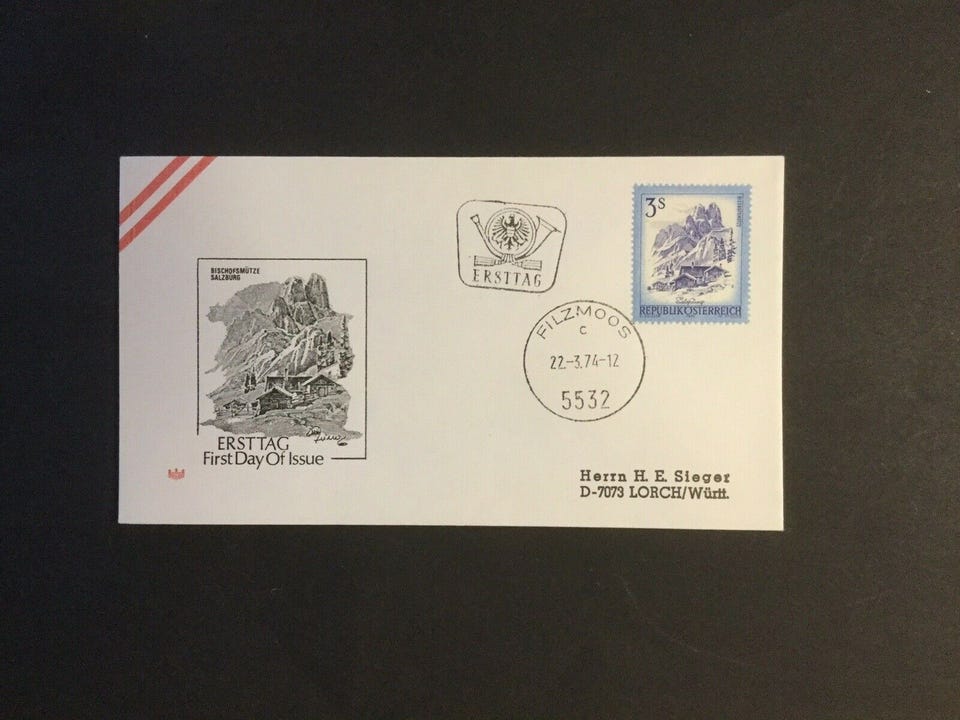 BISCHOFSMÜTZE
SALZBURG
ERSTTAG
First Day Of Issue
ERSTTAG
3S
REPUBLIK ÖSTERREICH
FILZMOOS
c
22.-3.74-12
5532
Herrn H. E. Sieger
D-7073 LORCH/Württ.